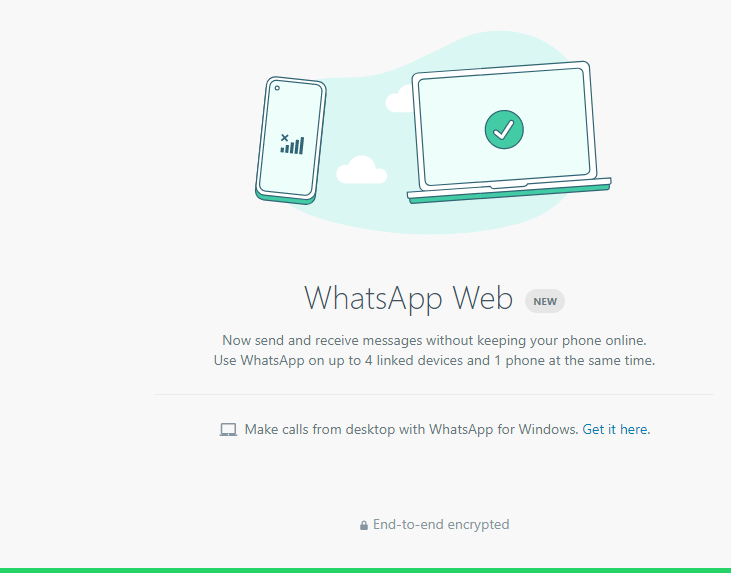 WhatsApp Web NEW
Now send and receive messages without keeping your phone online.
Use WhatsApp on up to 4 linked devices and 1 phone at the same time.
Make calls from desktop with WhatsApp for Windows. Get it here.
End-to-end encrypted